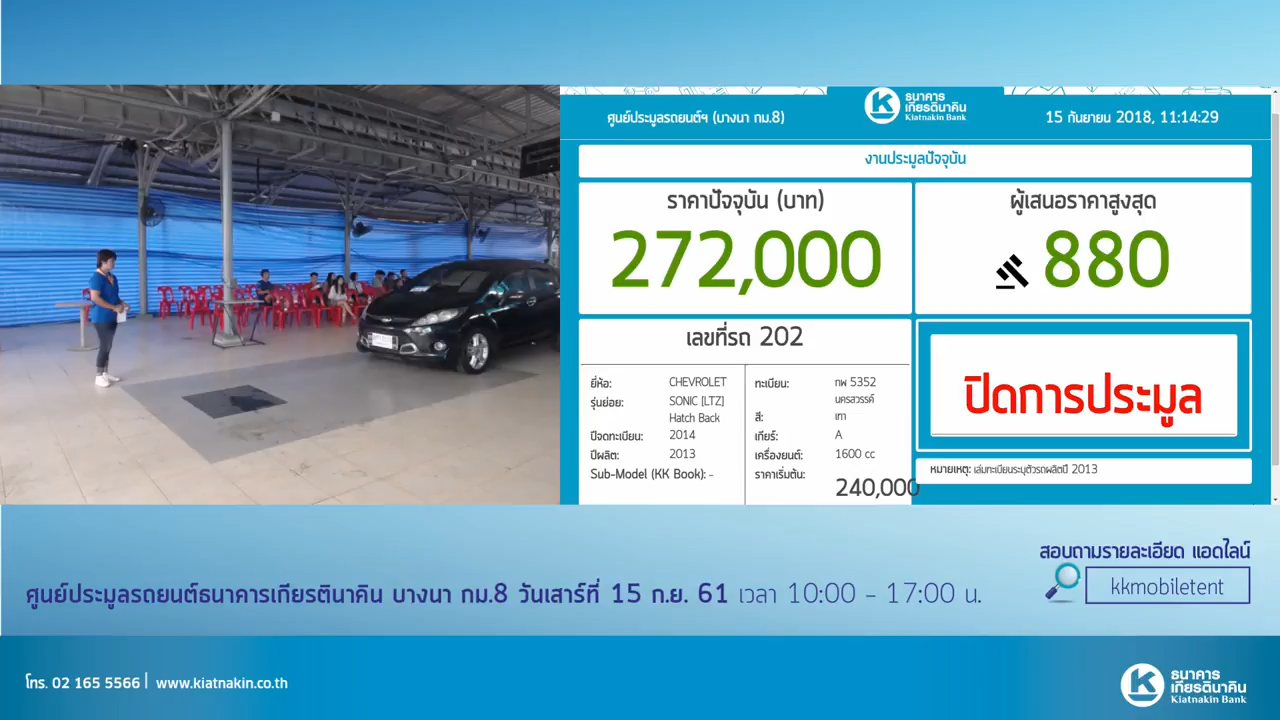 ศูนย์ประมูลรถยนต์ฯ (บางนา กม.8)
ธนาคาร
เกียรตินาคิน
Kiatnakin Bank
15 กันยายน 2018, 11:14:29
งานประมูลปัจจุบัน
ราคาปัจจุบัน (บาท)
272,000
ผู้เสนอราคาสูงสุด
880
เลขที่รถ 202
ยี่ห้อ: CHEVROLET
รุ่นย่อย: SONIC [LTZ]
Hatch Back
ปีจดทะเบียน: 2014
ปีผลิต: 2013
Sub-Model (KK Book): -
ทะเบียน: กพ 5352
นครสวรรค์
สี: เทา
เกียร์: A
เครื่องยนต์: 1600 cc
ราคาเริ่มต้น: 240,000
ปิดการประมูล
หมายเหตุ: เล่มทะเบียนระบุตัวรถผลิตปี 2013
สอบถามรายละเอียด แอดไลน์
kkmobiletent
ศูนย์ประมูลรถยนต์ธนาคารเกียรตินาคิน บางนา กม.8 วันเสาร์ที่ 15 ก.ย. 61 เวลา 10:00 - 17:00 น.
โทร. 02 165 5566 | www.kiatnakin.co.th
ธนาคาร
เกียรตินาคิน
Kiatnakin Bank